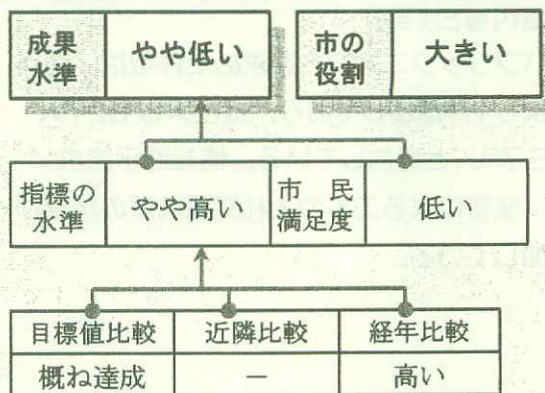 成果
水準
やや低い
市の
役割
大きい
指標の
水準
やや高い
市民
満足度
低い
目標値比較
近隣比較
経年比較
概ね達成
－
高い